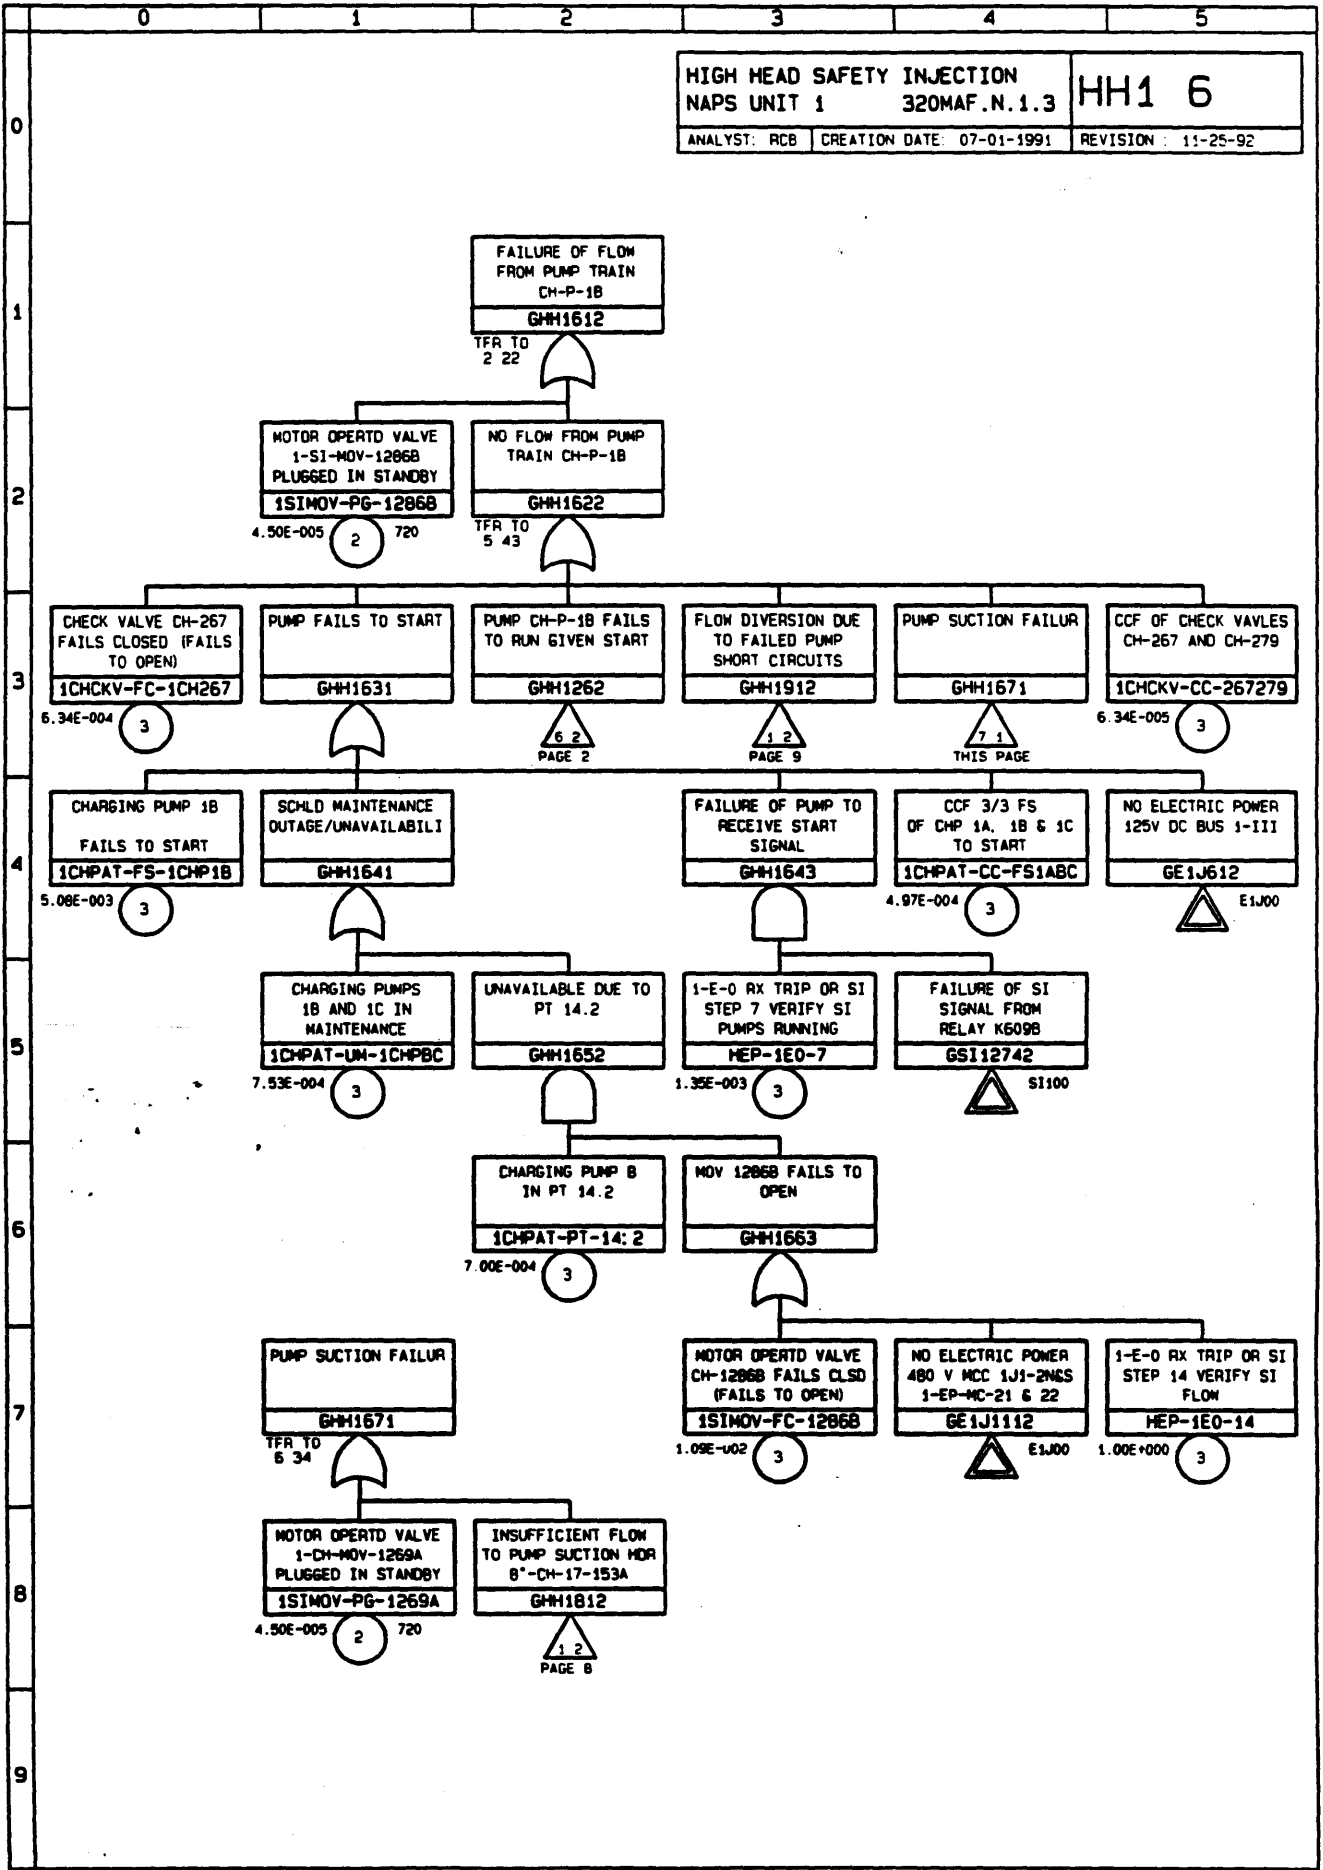 0 1 2 3 4 5
HIGH HEAD SAFETY INJECTION
NAPS UNIT 1 320MAF.N.1.3
HH1 6
ANALYST: RCB CREATION DATE: 07-01-1991 REVISION : 11-25-92
0
FAILURE OF FLOW
FROM PUMP TRAIN
CH-P-1B
GHH1612
TFR TO
2 22
1
MOTOR OPERTD VALVE
1-SI-MOV-1286B
PLUGGED IN STANDBY
1SIMOV-PG-1286B
4.50E-005 2 720
NO FLOW FROM PUMP
TRAIN CH-P-1B
GHH1622
TFR TO
5 43
2
CHECK VALVE CH-267
FAILS CLOSED (FAILS
TO OPEN)
1CHCKV-FC-1CH267
6.34E-004 3
PUMP FAILS TO START
GHH1631
PUMP CH-P-1B FAILS
TO RUN GIVEN START
GHH1262
6 2
PAGE 2
FLOW DIVERSION DUE
TO FAILED PUMP
SHORT CIRCUITS
GHH1912
1 2
PAGE 9
PUMP SUCTION FAILUR
GHH1671
7 1
THIS PAGE
CCF OF CHECK VAVLES
CH-267 AND CH-279
1CHCKV-CC-267279
6.34E-005 3
3
CHARGING PUMP 1B
FAILS TO START
1CHPAT-FS-1CHP1B
5.08E-003 3
SCHLD MAINTENANCE
OUTAGE/UNAVAILABILI
GHH1641
FAILURE OF PUMP TO
RECEIVE START
SIGNAL
GHH1643
CCF 3/3 FS
OF CHP 1A, 1B & 1C
TO START
1CHPAT-CC-FS1ABC
4.97E-004 3
NO ELECTRIC POWER
125V DC BUS 1-III
GE1J612
E1J00
4
CHARGING PUMPS
1B AND 1C IN
MAINTENANCE
1CHPAT-UM-1CHPBC
7.53E-004 3
UNAVAILABLE DUE TO
PT 14.2
GHH1652
1-E-0 RX TRIP OR SI
STEP 7 VERIFY SI
PUMPS RUNNING
HEP-1E0-7
1.35E-003 3
FAILURE OF SI
SIGNAL FROM
RELAY K609B
GSI12742
SI100
5
CHARGING PUMP B
IN PT 14.2
1CHPAT-PT-14:2
7.00E-004 3
MOV 1286B FAILS TO
OPEN
GHH1663
6
PUMP SUCTION FAILUR
GHH1671
TFR TO
6 34
MOTOR OPERTD VALVE
CH-1286B FAILS CLSD
(FAILS TO OPEN)
1SIMOV-FC-1286B
1.09E-002 3
NO ELECTRIC POWER
480 V MCC 1J1-2N&S
1-EP-MC-21 & 22
GE1J1112
E1J00
1-E-0 RX TRIP OR SI
STEP 14 VERIFY SI
FLOW
HEP-1E0-14
1.00E+000 3
7
MOTOR OPERTD VALVE
1-CH-MOV-1269A
PLUGGED IN STANDBY
1SIMOV-PG-1269A
4.50E-005 2 720
INSUFFICIENT FLOW
TO PUMP SUCTION HDR
8"-CH-17-153A
GHH1812
1 2
PAGE 8
8
9